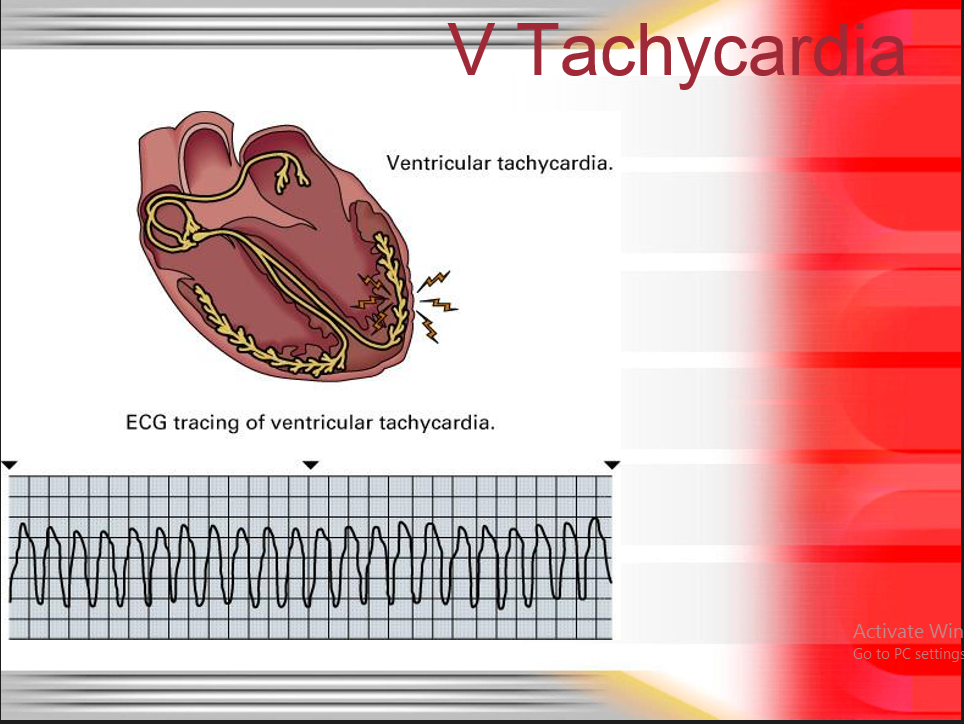 V Tachycardia
Ventricular tachycardia.
ECG tracing of ventricular tachycardia.
Activate Win
Go to PC settings